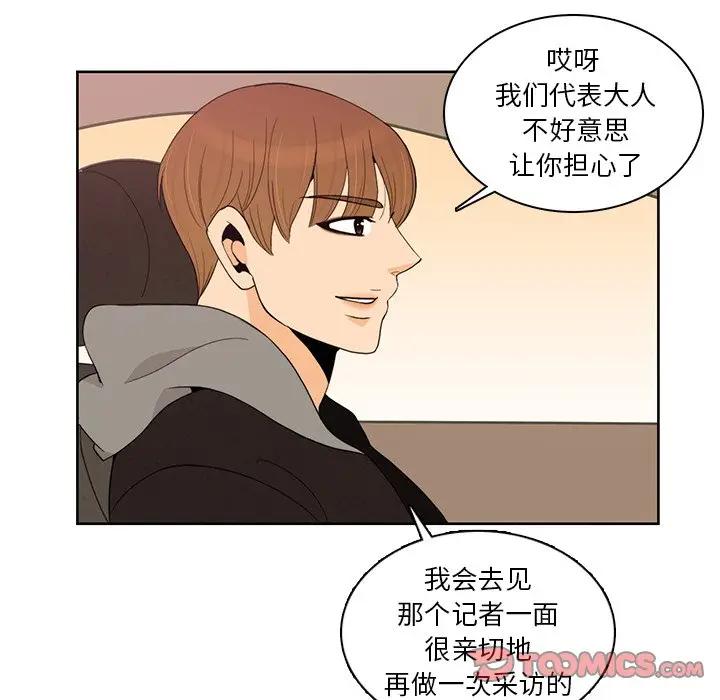 哎呀
我们代表大人
不好意思
让你担心了
我会去见
那个记者一面
很亲切地
再做一次采访的
TOOMICS.COM